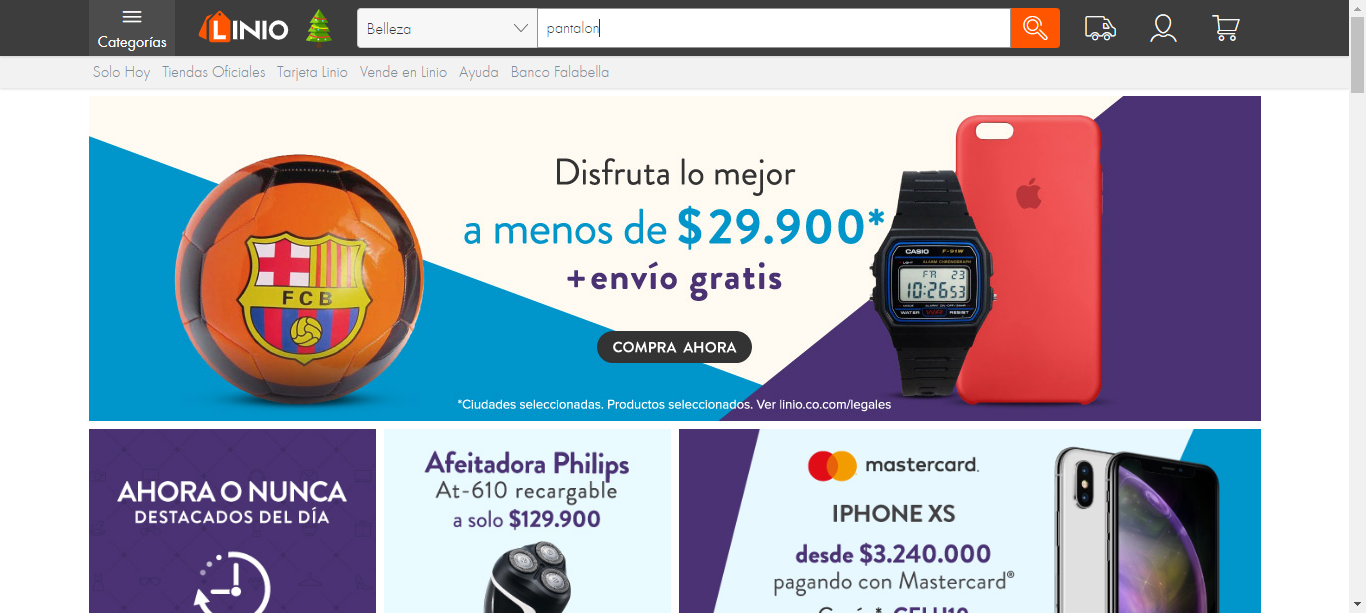 Categorías
LINIO
Belleza
pantalon
Solo Hoy Tiendas Oficiales Tarjeta Linio Vende en Linio Ayuda Banco Falabella
Disfruta lo mejor
a menos de $29.900*
+envío gratis
COMPRA AHORA
*Ciudades seleccionadas. Productos seleccionados. Ver linio.co.com/legales
FCB
CASIO F-91W
LIGHT ALARM CHRONOGRAPH
FR 23
10:26 53
WATER RESIST
AHORA O NUNCA
DESTACADOS DEL DÍA
Afeitadora Philips
At-610 recargable
a solo $129.900
mastercard.
IPHONE XS
desde $3.240.000
pagando con Mastercard®